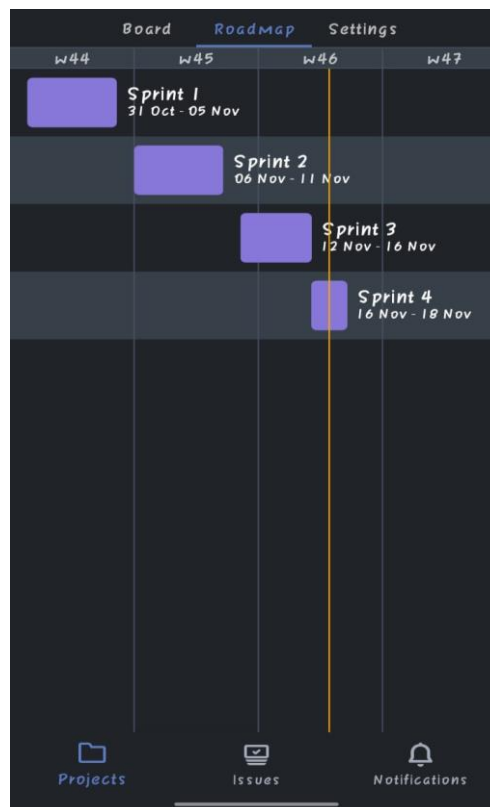 Board Roadmap Settings
w44 w45 w46 w47
Sprint 1
31 Oct - 05 Nov
Sprint 2
06 Nov - 11 Nov
Sprint 3
12 Nov - 16 Nov
Sprint 4
16 Nov - 18 Nov
Projects Issues Notifications